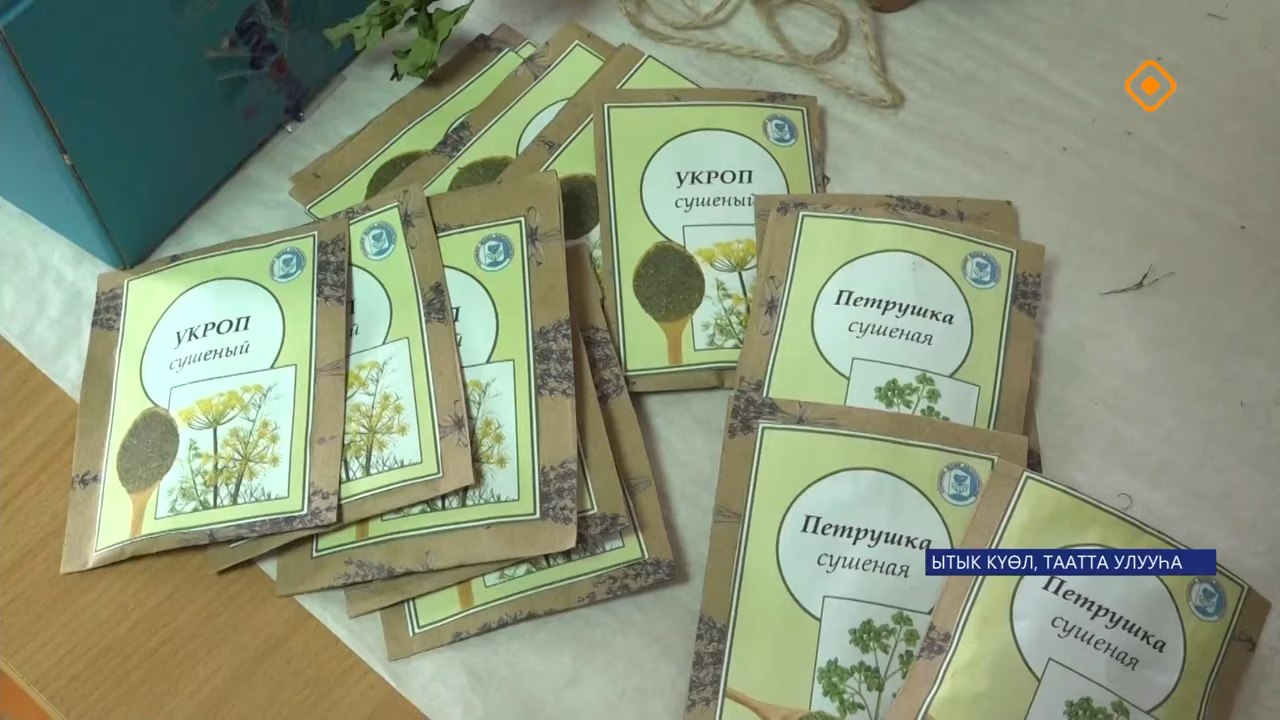 УКРОП
сушеный
Петрушка
сушеная
УКРОП
сушеный
П
й
П
й
Петрушка
сушеная
ЫТЫК КҮӨЛ, ТААТТА УЛУУҺА
Петрушка
сушеная